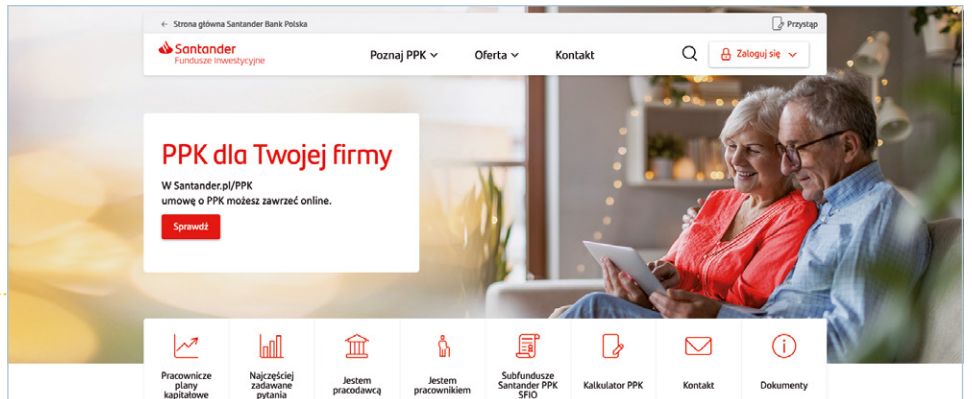 ← Strona główna Santander Bank Polska
Przystąp
Santander
Fundusze Inwestycyjne
Poznaj PPK
Oferta
Kontakt
Zaloguj się
PPK dla Twojej firmy
W Santander.pl/PPK
umowę o PPK możesz zawrzeć online.
Sprawdź
Pracownicze
plany
kapitałowe
Najczęściej
zadawane
pytania
Jestem
pracodawcą
Jestem
pracownikiem
Subfundusze
Santander PPK
SFIO
Kalkulator PPK
Kontakt
Dokumenty